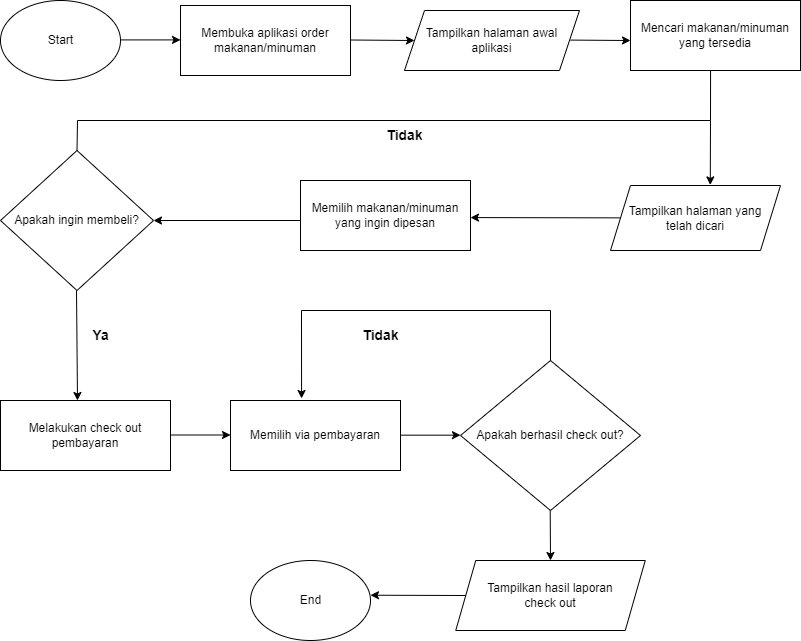 Start
Membuka aplikasi order
makanan/minuman
Tampilkan halaman awal
aplikasi
Mencari makanan/minuman
yang tersedia
Tidak
Apakah ingin membeli?
Memilih makanan/minuman
yang ingin dipesan
Tampilkan halaman yang
telah dicari
Ya
Tidak
Melakukan check out
pembayaran
Memilih via pembayaran
Apakah berhasil check out?
End
Tampilkan hasil laporan
check out